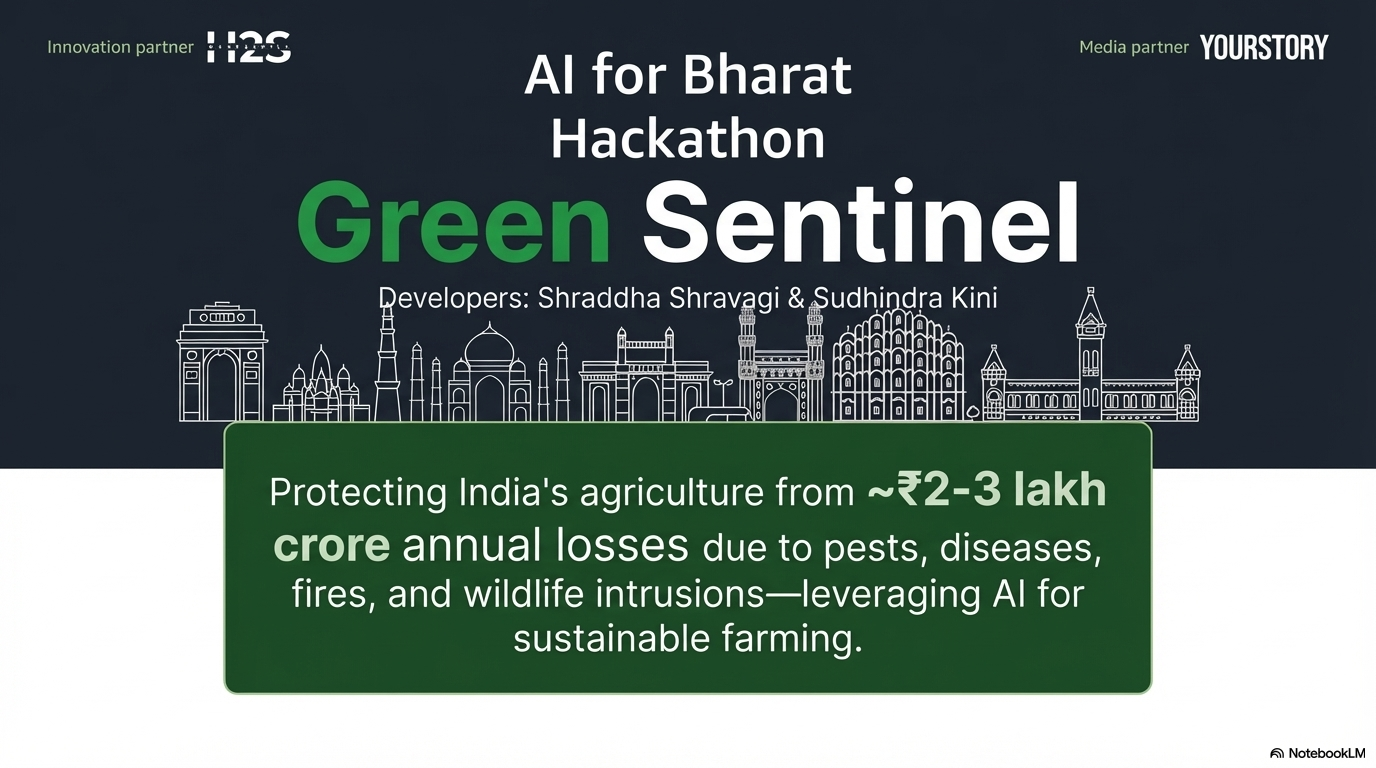 Innovation partner H2S
Media partner YOURSTORY
AI for Bharat
Hackathon
Green Sentinel
Developers: Shraddha Shravagi & Sudhindra Kini
Protecting India's agriculture from ~₹2-3 lakh
crore annual losses due to pests, diseases,
fires, and wildlife intrusions—leveraging AI for
sustainable farming.
NotebookLM